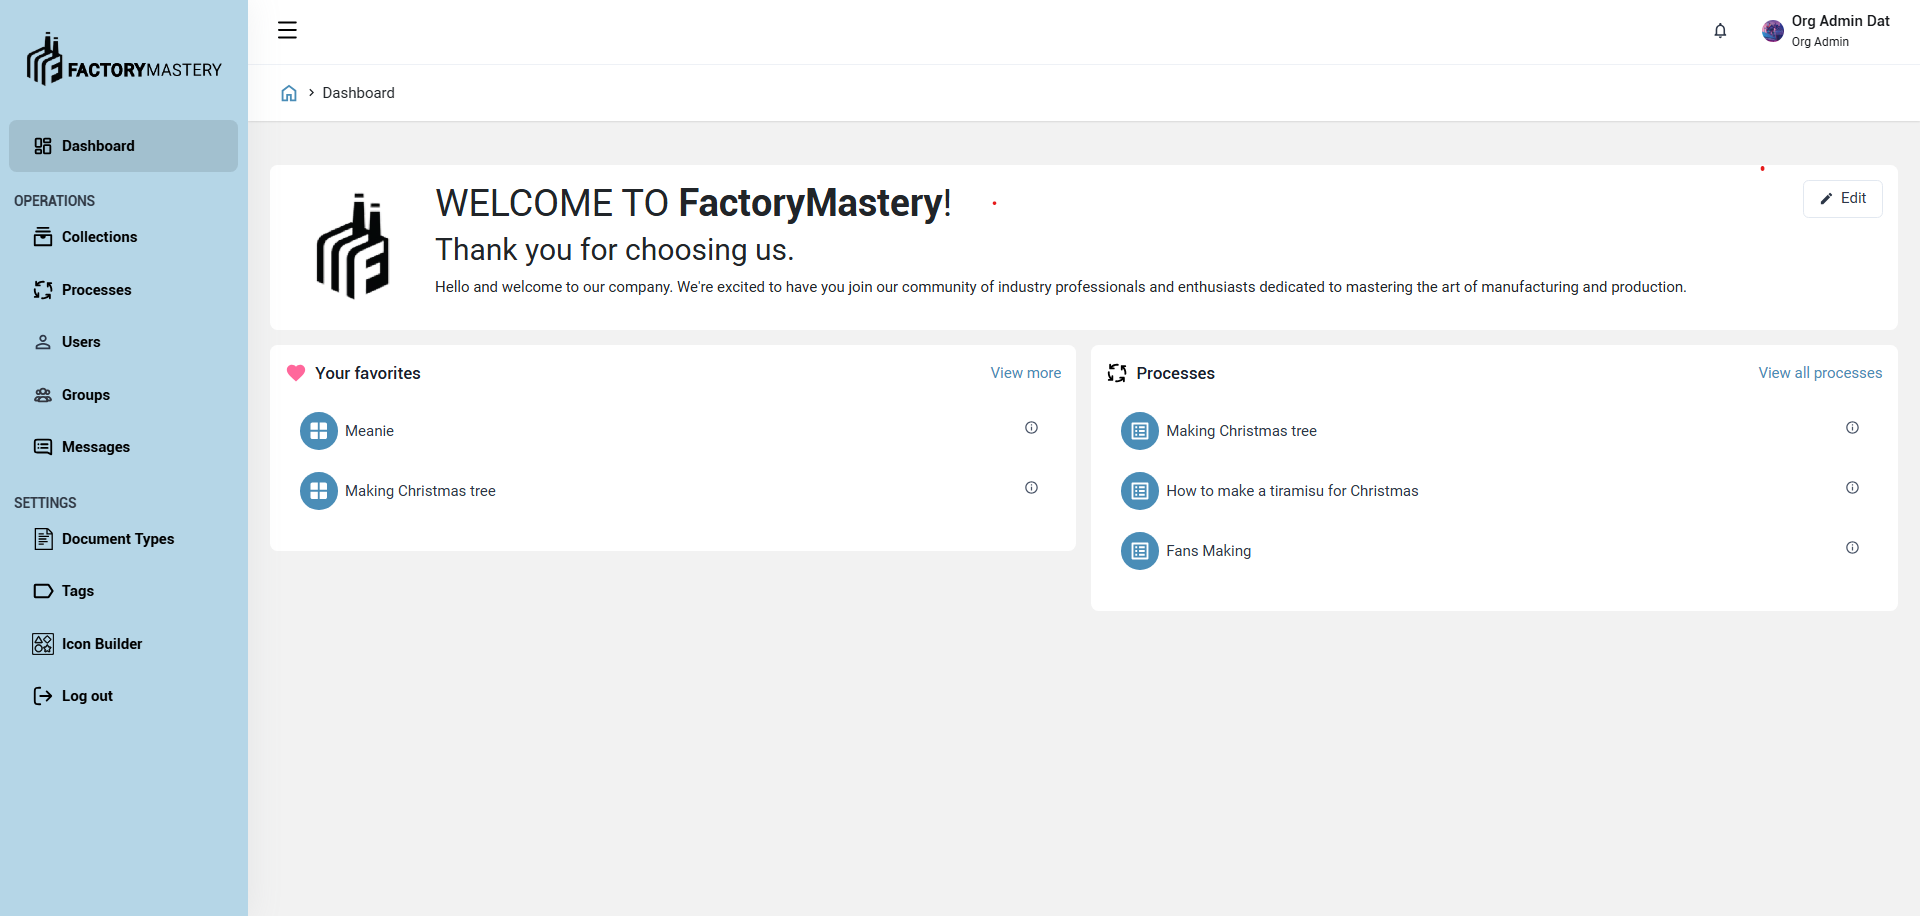 FACTORYMASTERY
Org Admin Dat
Org Admin
Dashboard
Dashboard
OPERATIONS
Collections
Processes
Users
Groups
Messages
SETTINGS
Document Types
Tags
Icon Builder
Log out
WELCOME TO FactoryMastery!
Edit
Thank you for choosing us.
Hello and welcome to our company. We're excited to have you join our community of industry professionals and enthusiasts dedicated to mastering the art of manufacturing and production.
Your favorites
View more
Meanie
Making Christmas tree
Processes
View all processes
Making Christmas tree
How to make a tiramisu for Christmas
Fans Making